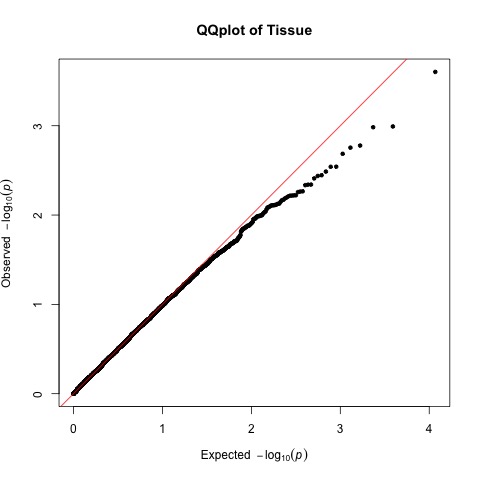 QQplot of Tissue
Observed −log₁₀(p)
3
2
1
0
0 1 2 3 4
Expected −log₁₀(p)